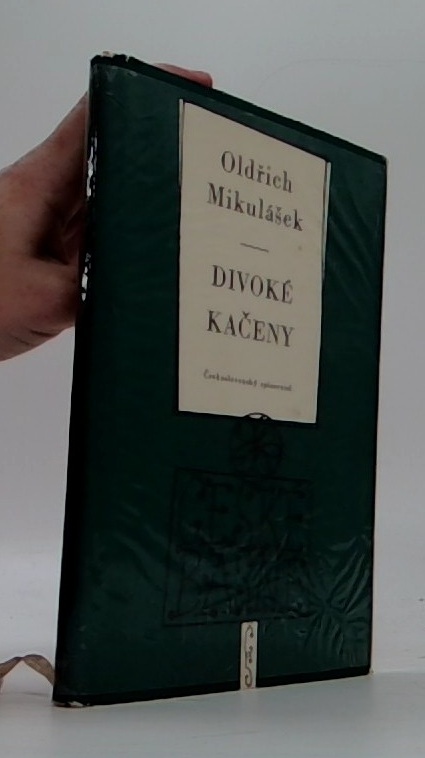 Oldřich
Mikulášek
DIVOKÉ
KAČENY
Československý spisovatel